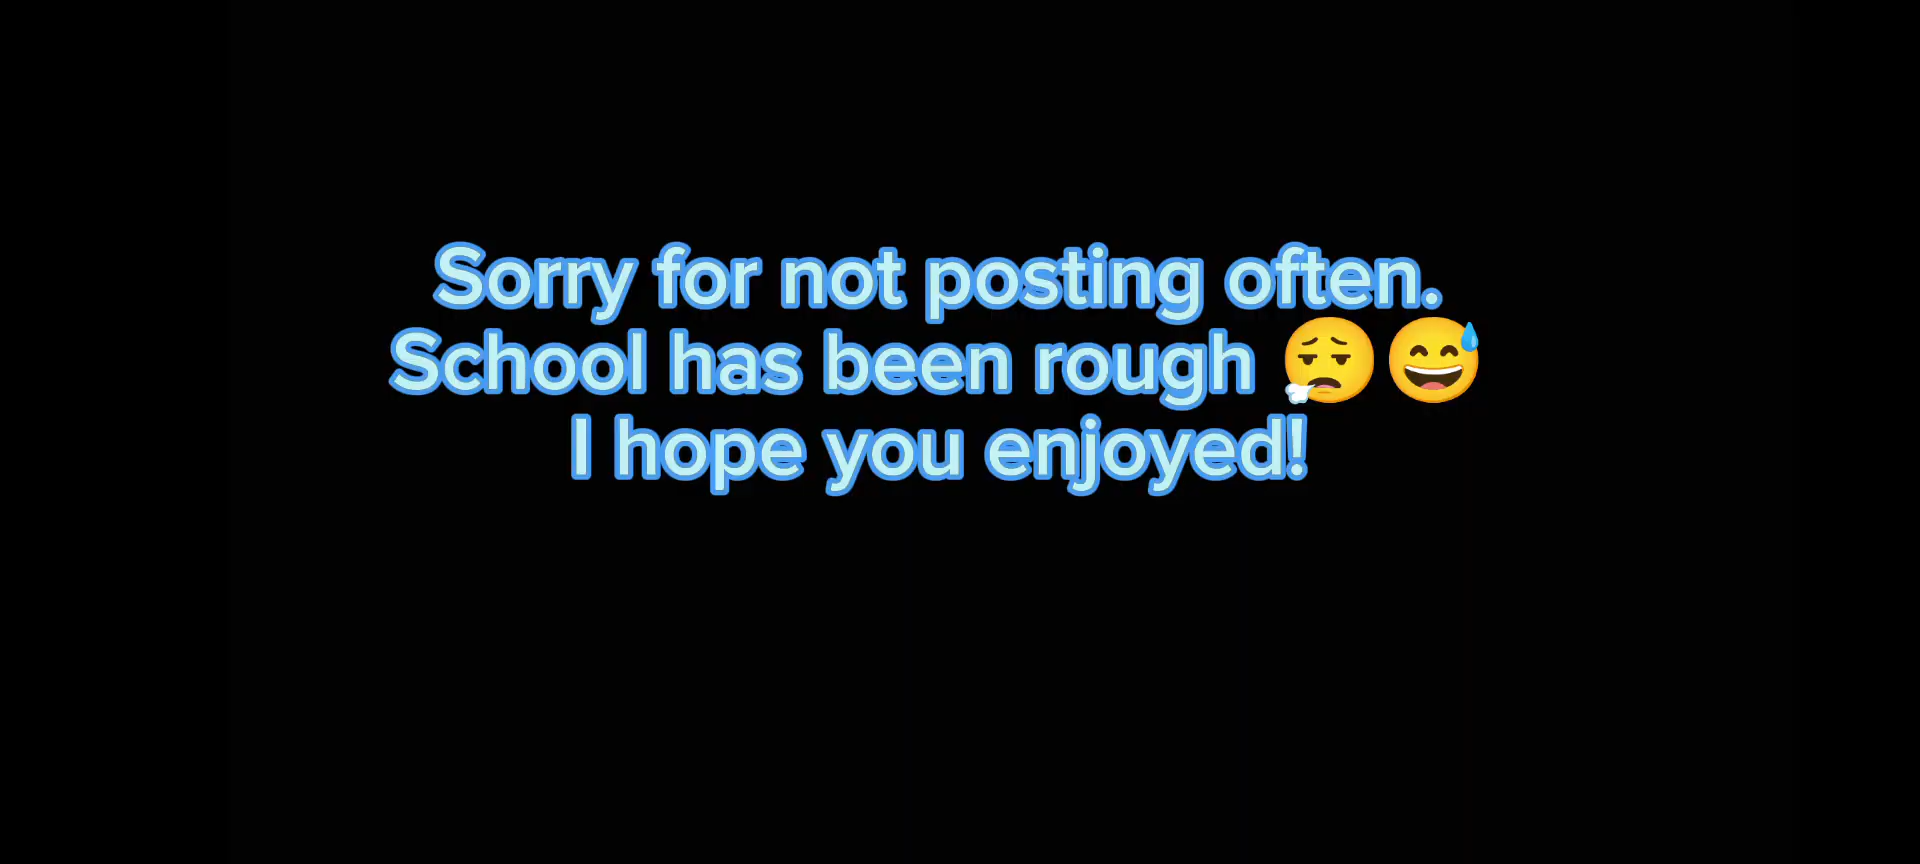 Sorry for not posting often.
School has been rough 😮‍💨😅
I hope you enjoyed!